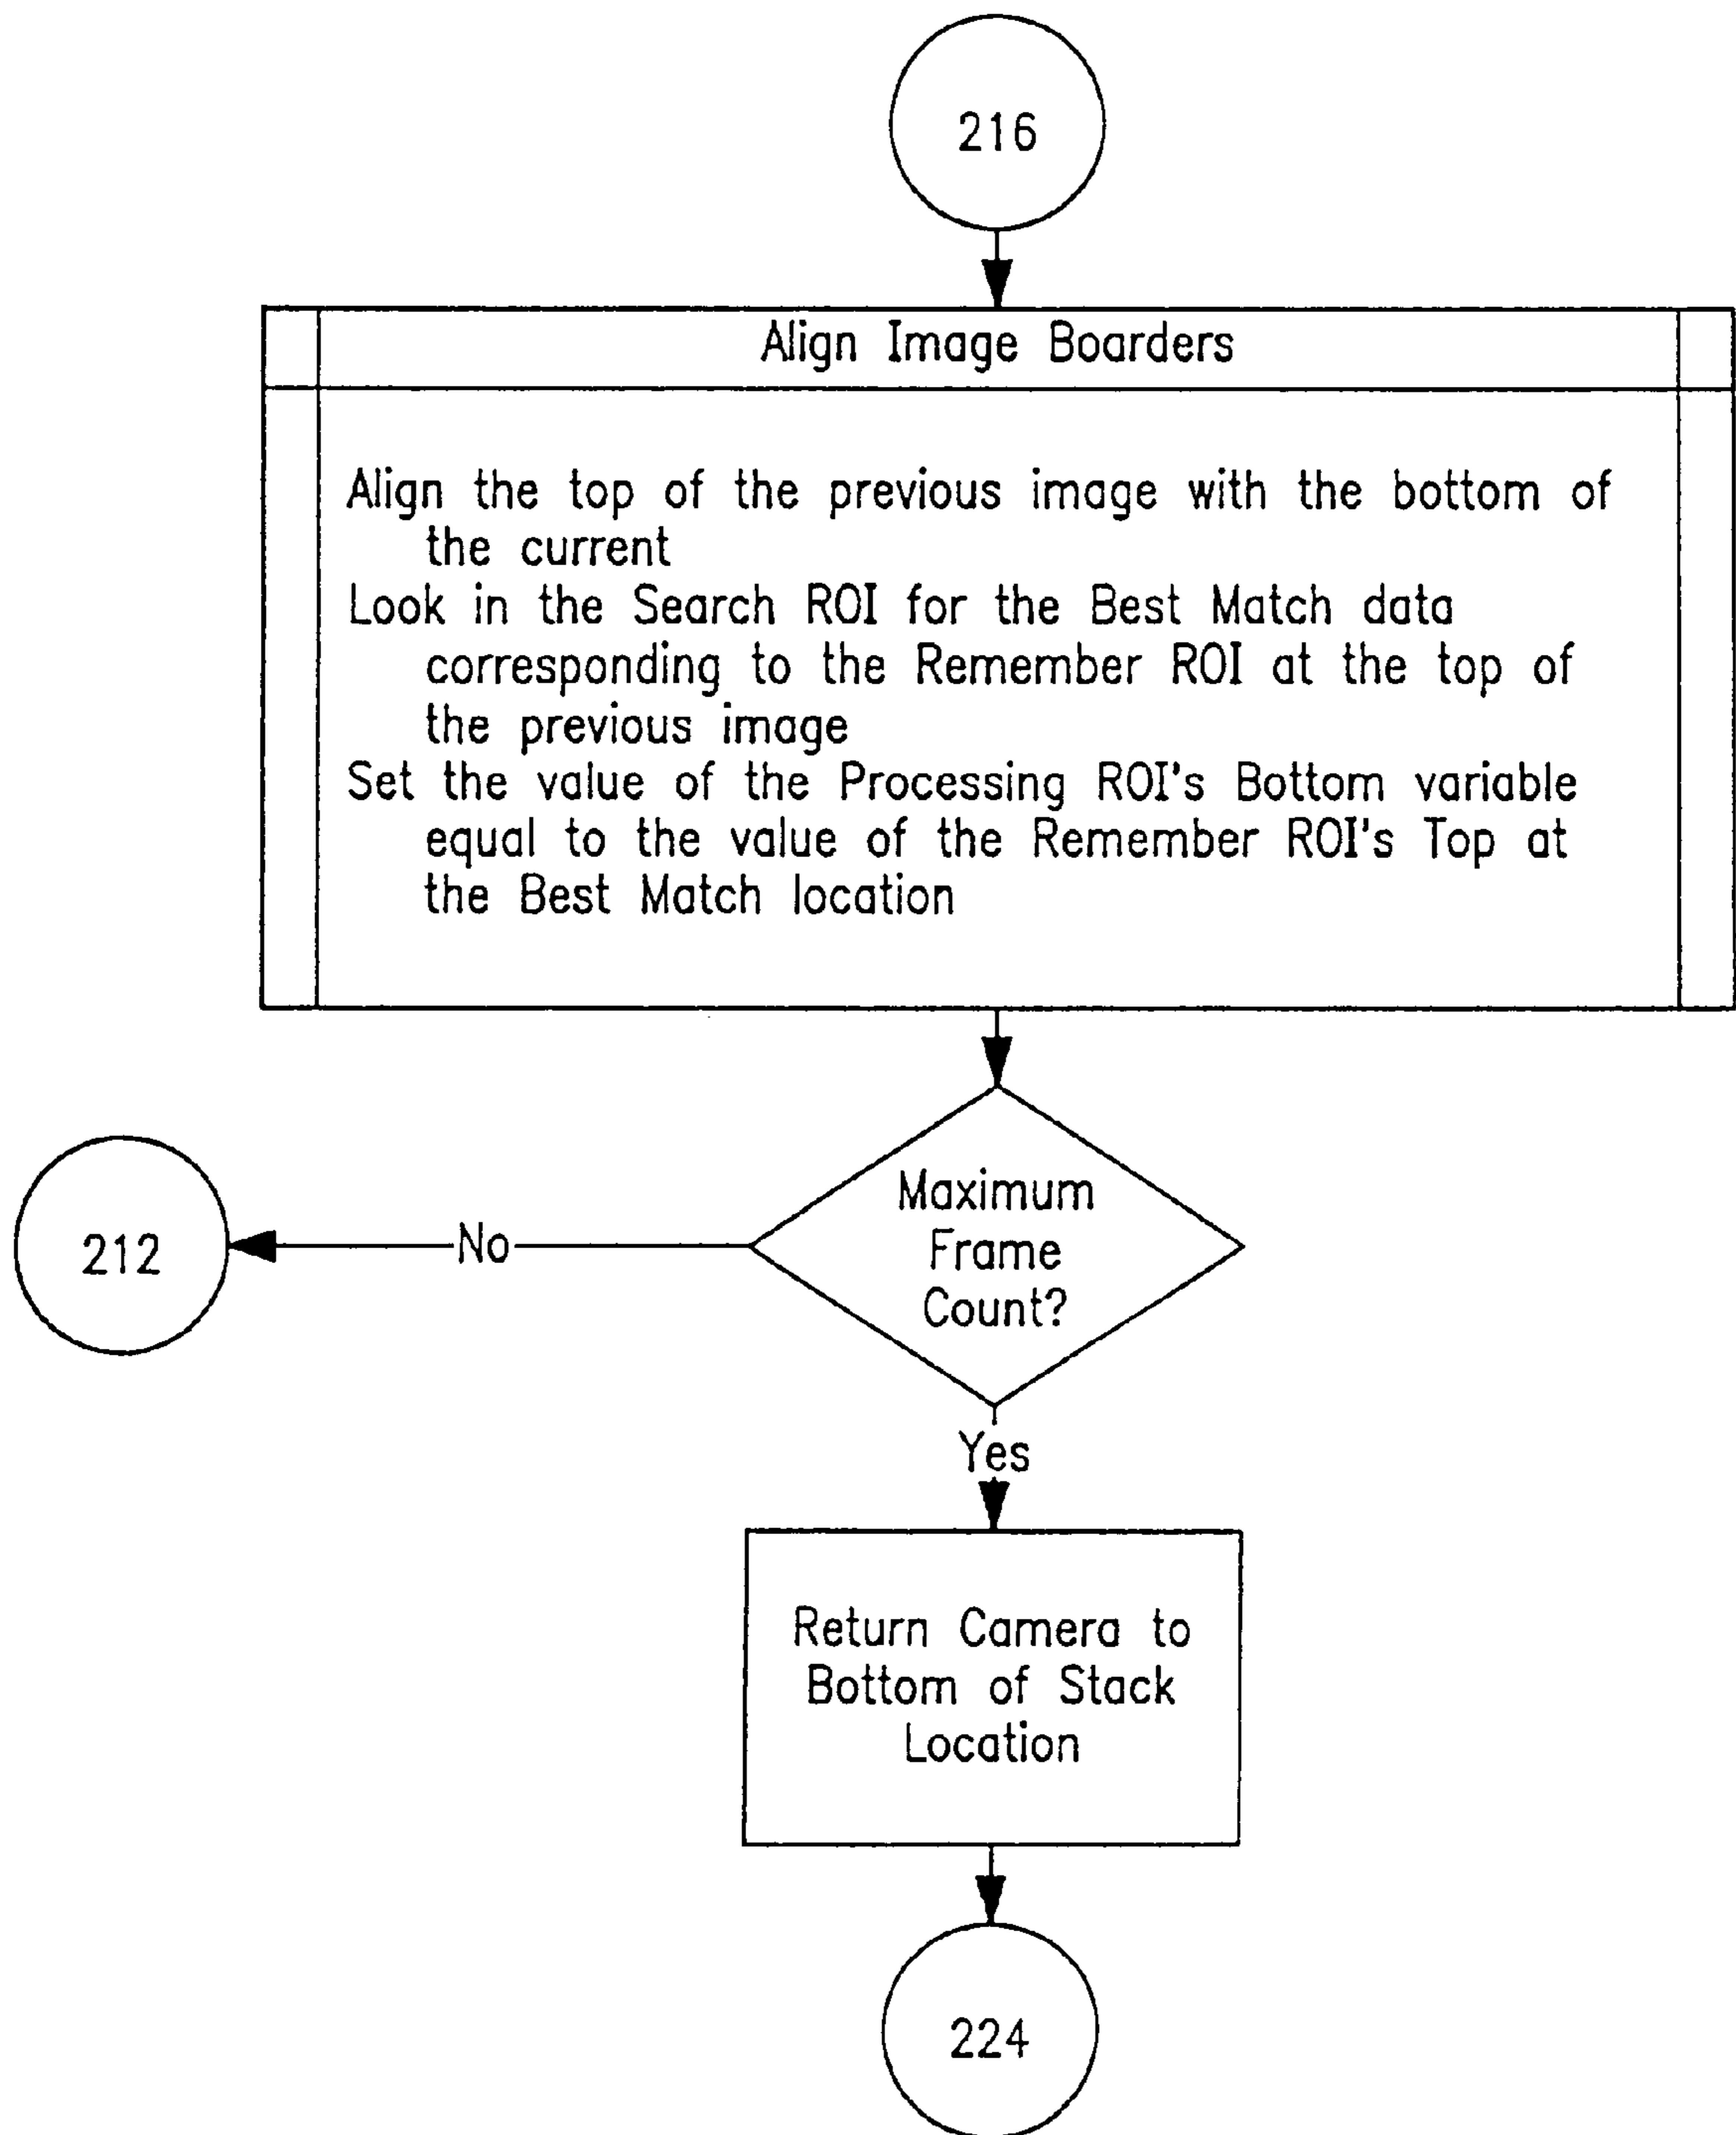 216
Align Image Boarders
Align the top of the previous image with the bottom of
the current
Look in the Search ROI for the Best Match data
corresponding to the Remember ROI at the top of
the previous image
Set the value of the Processing ROI's Bottom variable
equal to the value of the Remember ROI's Top at
the Best Match location
Maximum
Frame
Count?
No
212
Yes
Return Camera to
Bottom of Stack
Location
224